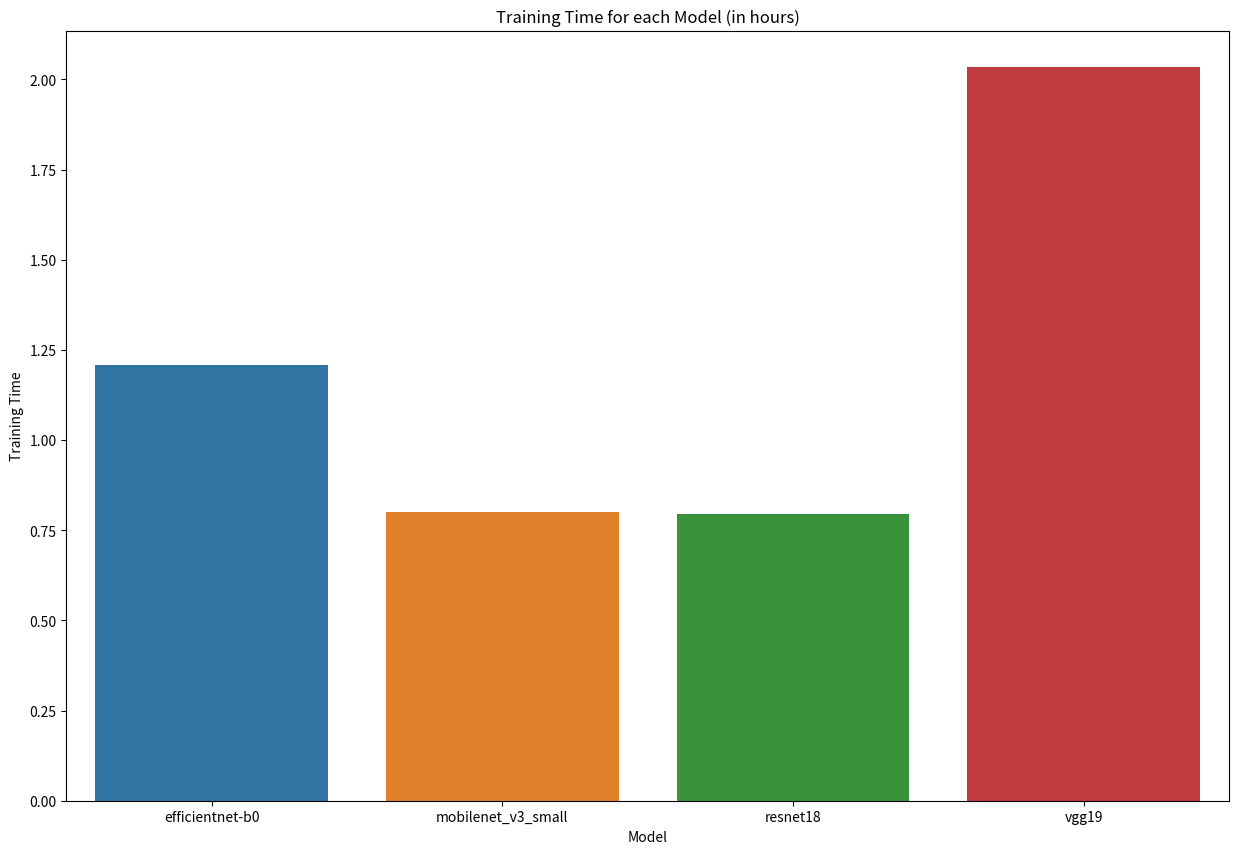 Training Time for each Model (in hours)
2.00
1.75
1.50
1.25
1.00
0.75
0.50
0.25
0.00
Training Time
efficientnet-b0
mobilenet_v3_small
resnet18
vgg19
Model